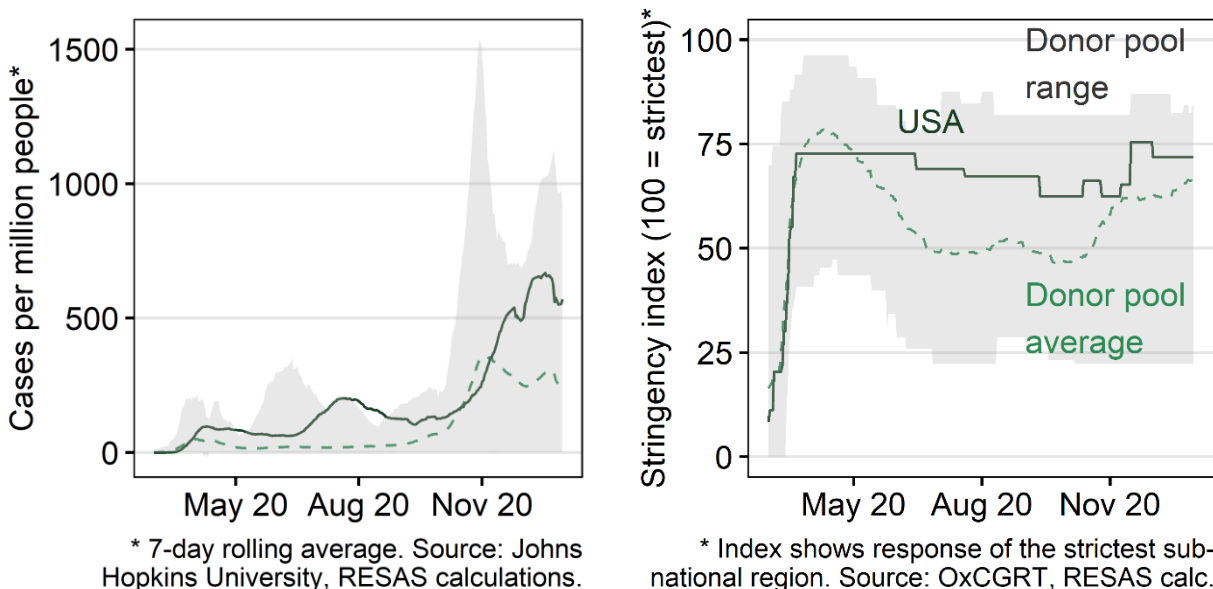 Cases per million people*
1500
1000
500
0
May 20 Aug 20 Nov 20
* 7-day rolling average. Source: Johns
Hopkins University, RESAS calculations.
Stringency index (100 = strictest)*
100
75
50
25
0
Donor pool
range
USA
Donor pool
average
May 20 Aug 20 Nov 20
* Index shows response of the strictest sub-
national region. Source: OxCGRT, RESAS calc.